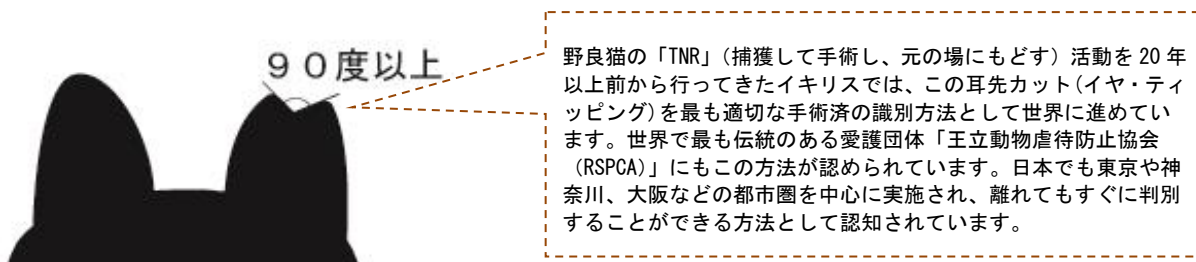 ９０度以上
野良猫の「TNR」（捕獲して手術し、元の場にもどす）活動を 20 年
以上前から行ってきたイキリスでは、この耳先カット(イヤ・ティ
ッピング)を最も適切な手術済の識別方法として世界に進めてい
ます。世界で最も伝統のある愛護団体「王立動物虐待防止協会
（RSPCA）」にもこの方法が認められています。日本でも東京や神
奈川、大阪などの都市圏を中心に実施され、離れてもすぐに判別
することができる方法として認知されています。